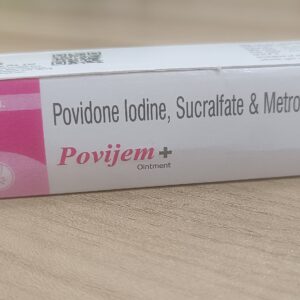 Povidone Iodine, Sucralfate & Metro
Povijem+
Ointment